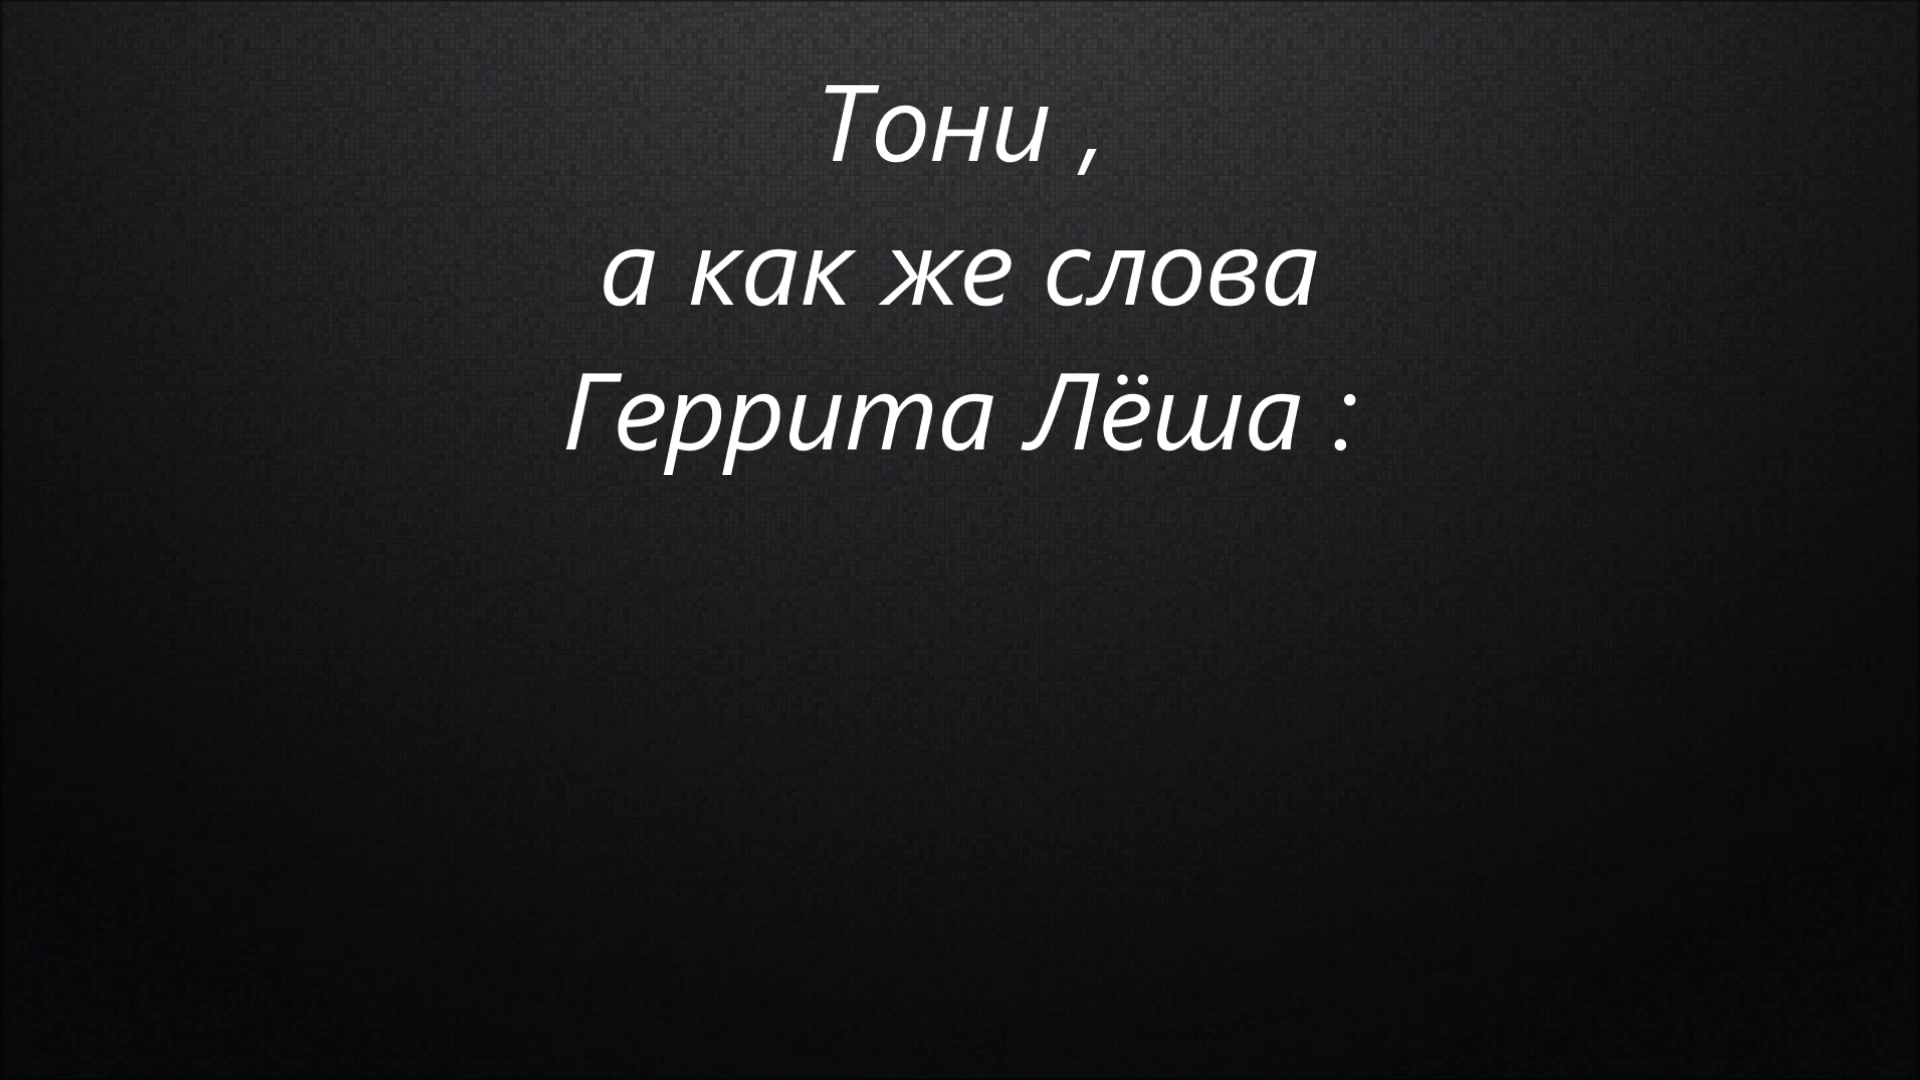 Тони ,
а как же слова
Геррита Лёша :